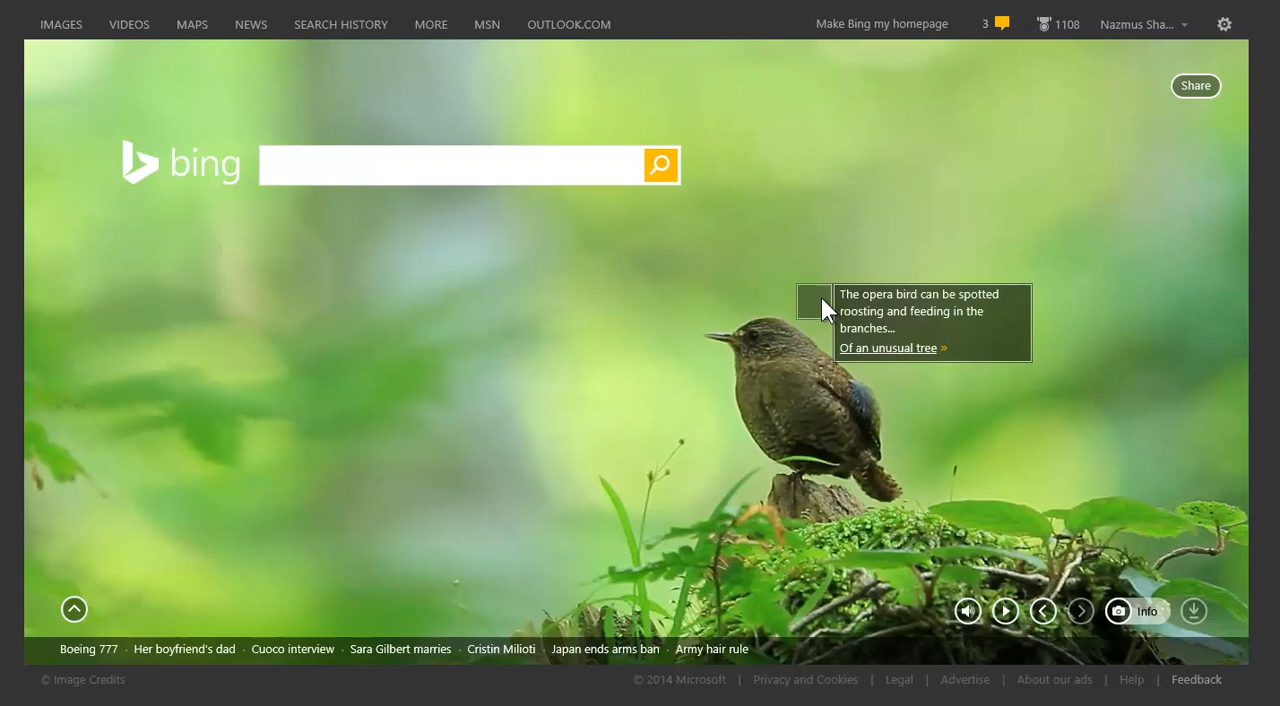 IMAGES VIDEOS MAPS NEWS SEARCH HISTORY MORE MSN OUTLOOK.COM Make Bing my homepage 3 1108 Nazmus Sha...
Share
bing
The opera bird can be spotted
roosting and feeding in the
branches...
Of an unusual tree »
Info
Boeing 777 · Her boyfriend's dad · Cuoco interview · Sara Gilbert marries · Cristin Milioti · Japan ends arms ban · Army hair rule
© Image Credits © 2014 Microsoft | Privacy and Cookies | Legal | Advertise | About our ads | Help | Feedback